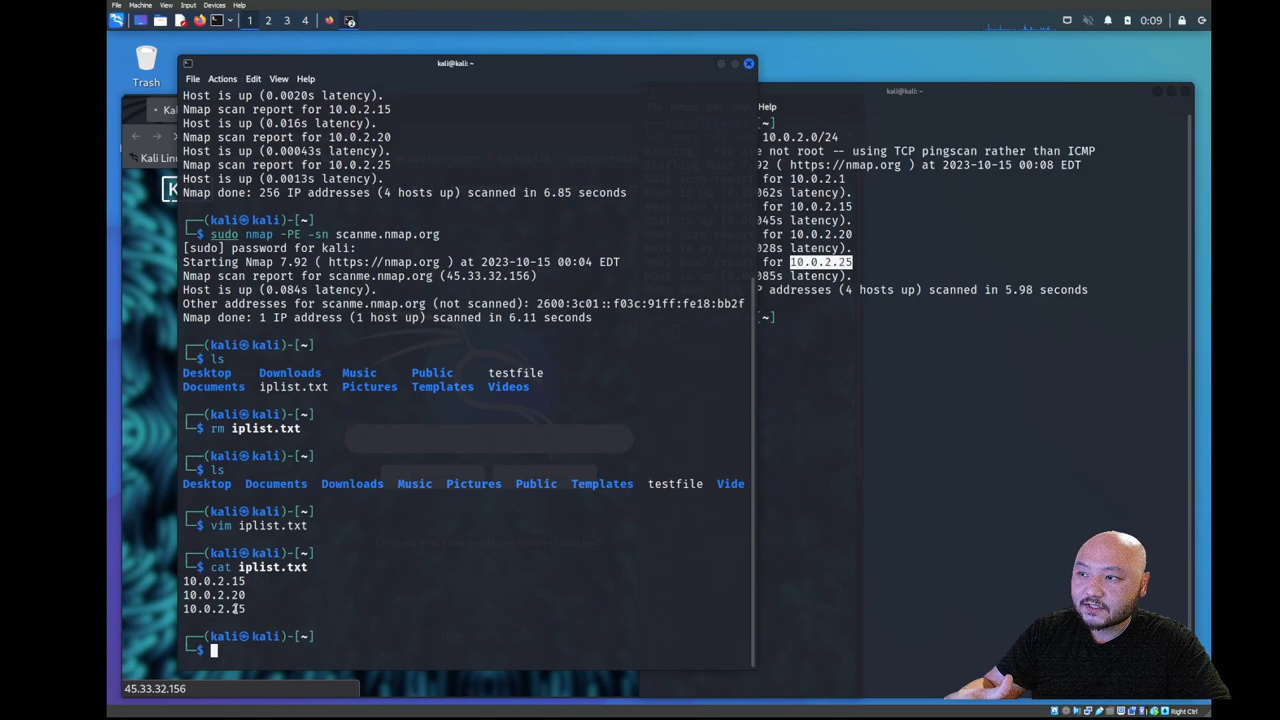 File Machine View Input Devices Help
1 2 3 4
2
0:09
Trash
kali@kali: ~
File Actions Edit View Help
Host is up (0.0020s latency).
Nmap scan report for 10.0.2.15
Host is up (0.016s latency).
Nmap scan report for 10.0.2.20
Host is up (0.00043s latency).
Nmap scan report for 10.0.2.25
Host is up (0.0013s latency).
Nmap done: 256 IP addresses (4 hosts up) scanned in 6.85 seconds
┌──(kali㉿kali)-[~]
└─$ sudo nmap -PE -sn scanme.nmap.org
[sudo] password for kali:
Starting Nmap 7.92 ( https://nmap.org ) at 2023-10-15 00:04 EDT
Nmap scan report for scanme.nmap.org (45.33.32.156)
Host is up (0.084s latency).
Other addresses for scanme.nmap.org (not scanned): 2600:3c01::f03c:91ff:fe18:bb2f
Nmap done: 1 IP address (1 host up) scanned in 6.11 seconds
┌──(kali㉿kali)-[~]
└─$ ls
Desktop Downloads Music Public testfile
Documents iplist.txt Pictures Templates Videos
┌──(kali㉿kali)-[~]
└─$ rm iplist.txt
┌──(kali㉿kali)-[~]
└─$ ls
Desktop Documents Downloads Music Pictures Public Templates testfile Vide
┌──(kali㉿kali)-[~]
└─$ vim iplist.txt
┌──(kali㉿kali)-[~]
└─$ cat iplist.txt
10.0.2.15
10.0.2.20
10.0.2.25
┌──(kali㉿kali)-[~]
└─$
kali@kali: ~
Help
[~]
10.0.2.0/24
e not root -- using TCP pingscan rather than ICMP
.92 ( https://nmap.org ) at 2023-10-15 00:08 EDT
for 10.0.2.1
062s latency).
for 10.0.2.15
045s latency).
for 10.0.2.20
028s latency).
for 10.0.2.25
085s latency).
P addresses (4 hosts up) scanned in 5.98 seconds
[~]
Kali Lin
45.33.32.156
Right Ctrl